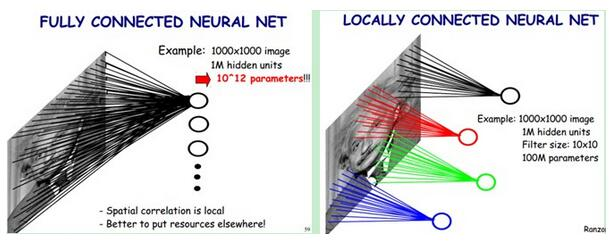 FULLY CONNECTED NEURAL NET
Example: 1000x1000 image
1M hidden units
10^12 parameters!!!
- Spatial correlation is local
- Better to put resources elsewhere!
59
LOCALLY CONNECTED NEURAL NET
Example: 1000x1000 image
1M hidden units
Filter size: 10x10
100M parameters
Ranzo